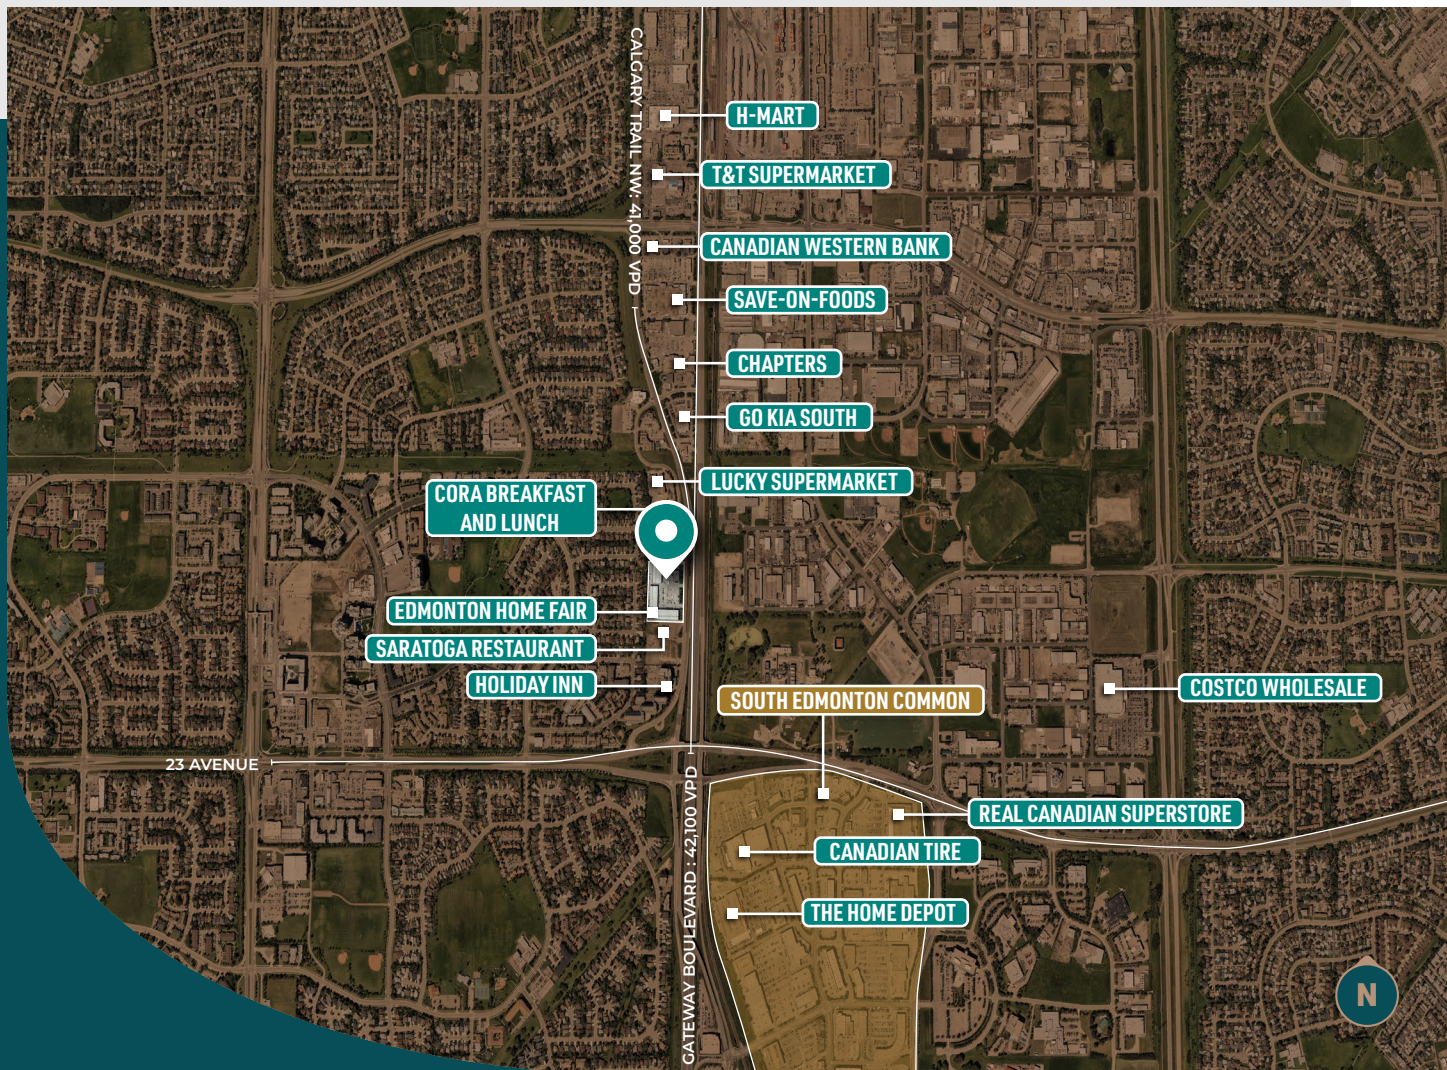 CALGARY TRAIL NW: 41,000 VPD
H-MART
T&T SUPERMARKET
CANADIAN WESTERN BANK
SAVE-ON-FOODS
CHAPTERS
GO KIA SOUTH
LUCKY SUPERMARKET
CORA BREAKFAST
AND LUNCH
EDMONTON HOME FAIR
SARATOGA RESTAURANT
HOLIDAY INN
SOUTH EDMONTON COMMON
COSTCO WHOLESALE
23 AVENUE
GATEWAY BOULEVARD : 42,100 VPD
REAL CANADIAN SUPERSTORE
CANADIAN TIRE
THE HOME DEPOT
N